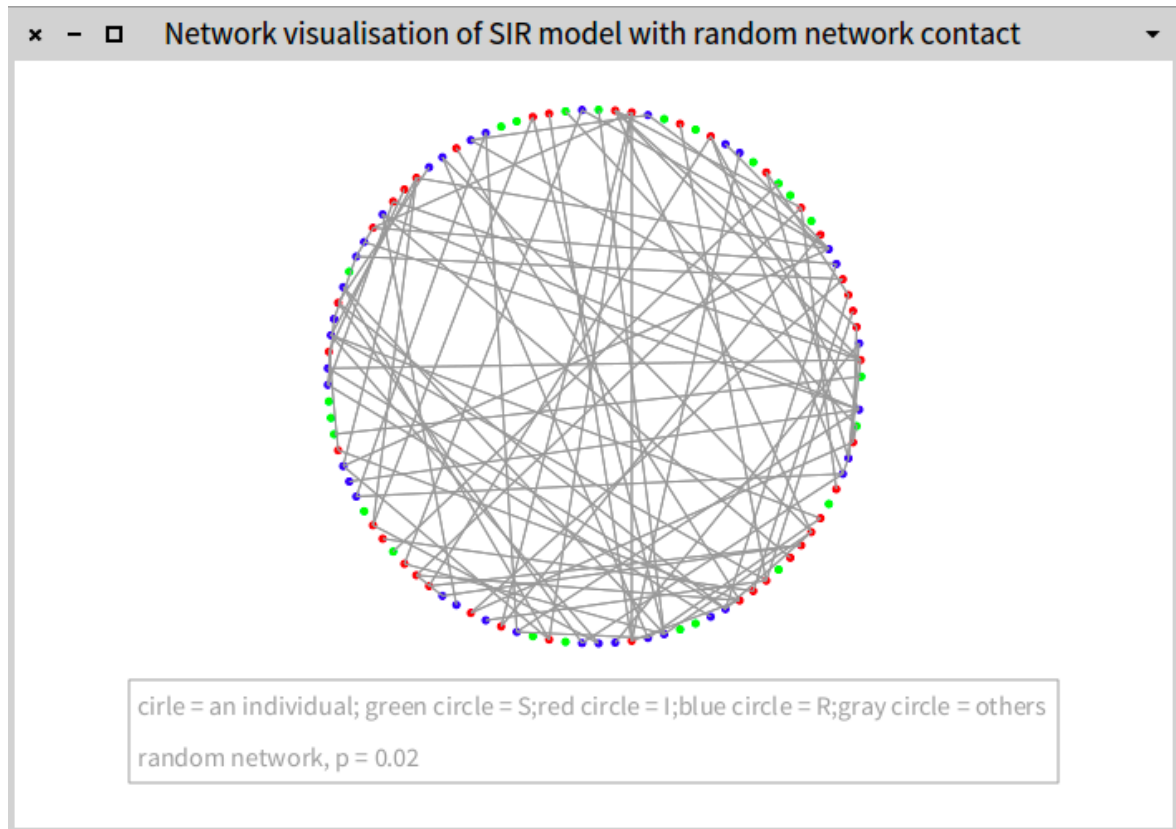 Network visualisation of SIR model with random network contact
cirle = an individual; green circle = S;red circle = I;blue circle = R;gray circle = others
random network, p = 0.02